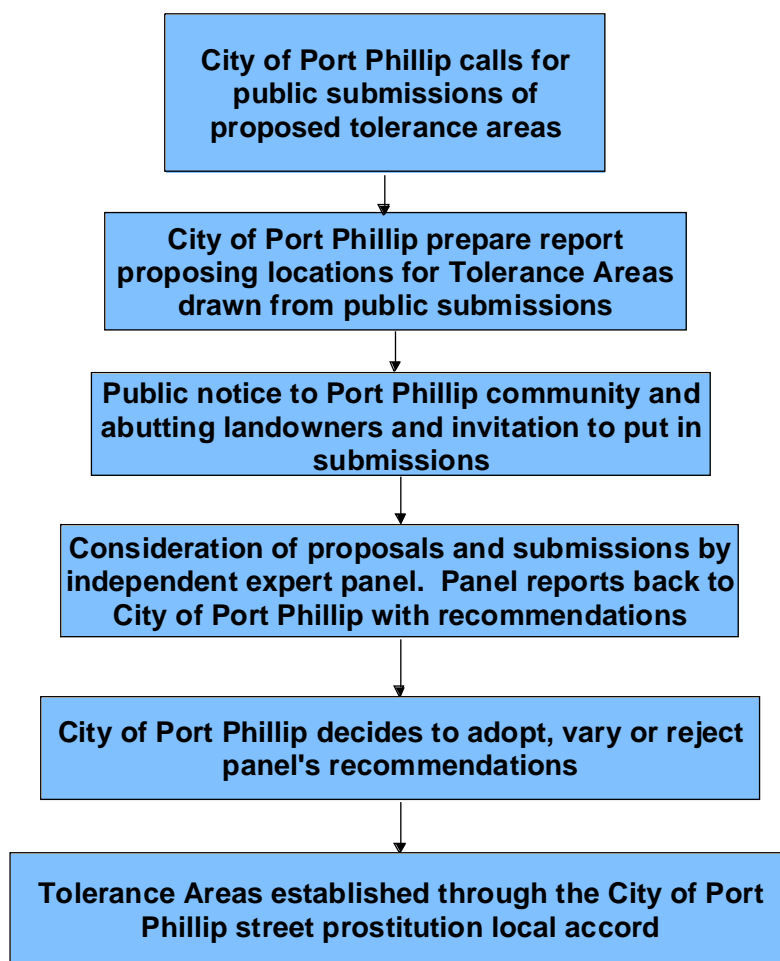 City of Port Phillip calls for
public submissions of
proposed tolerance areas
City of Port Phillip prepare report
proposing locations for Tolerance Areas
drawn from public submissions
Public notice to Port Phillip community and
abutting landowners and invitation to put in
submissions
Consideration of proposals and submissions by
independent expert panel.  Panel reports back to
City of Port Phillip with recommendations
City of Port Phillip decides to adopt, vary or reject
panel's recommendations
Tolerance Areas established through the City of Port
Phillip street prostitution local accord